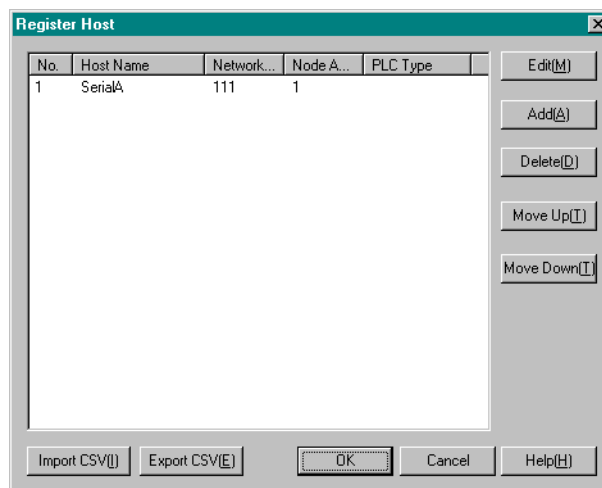 Register Host
No. Host Name Network... Node A... PLC Type
1 SerialA 111 1
Edit(M)
Add(A)
Delete(D)
Move Up(T)
Move Down(T)
Import CSV(I) Export CSV(E) OK Cancel Help(H)